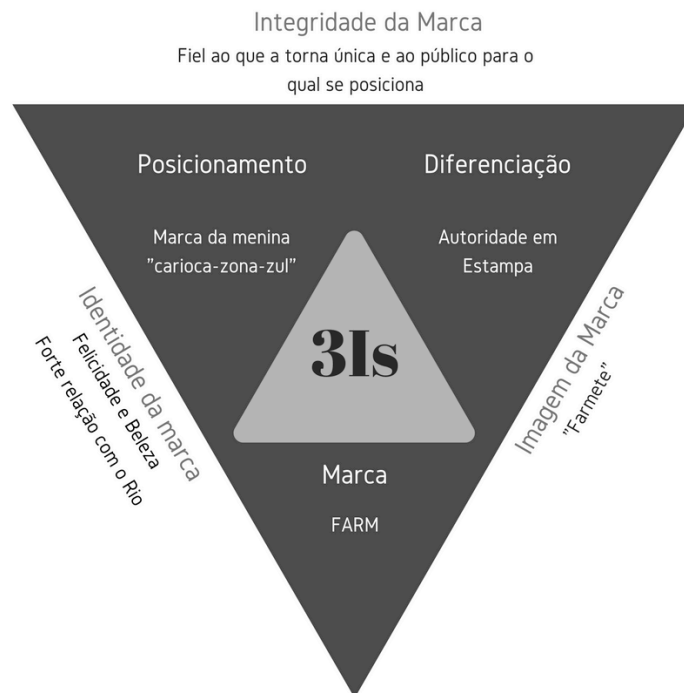 Integridade da Marca
Fiel ao que a torna única e ao público para o
qual se posiciona
Posicionamento
Diferenciação
Marca da menina
"carioca-zona-zul"
Autoridade em
Estampa
Identidade da marca
Felicidade e Beleza
Forte relação com o Rio
3Is
Imagem da Marca
"Farmete"
Marca
FARM